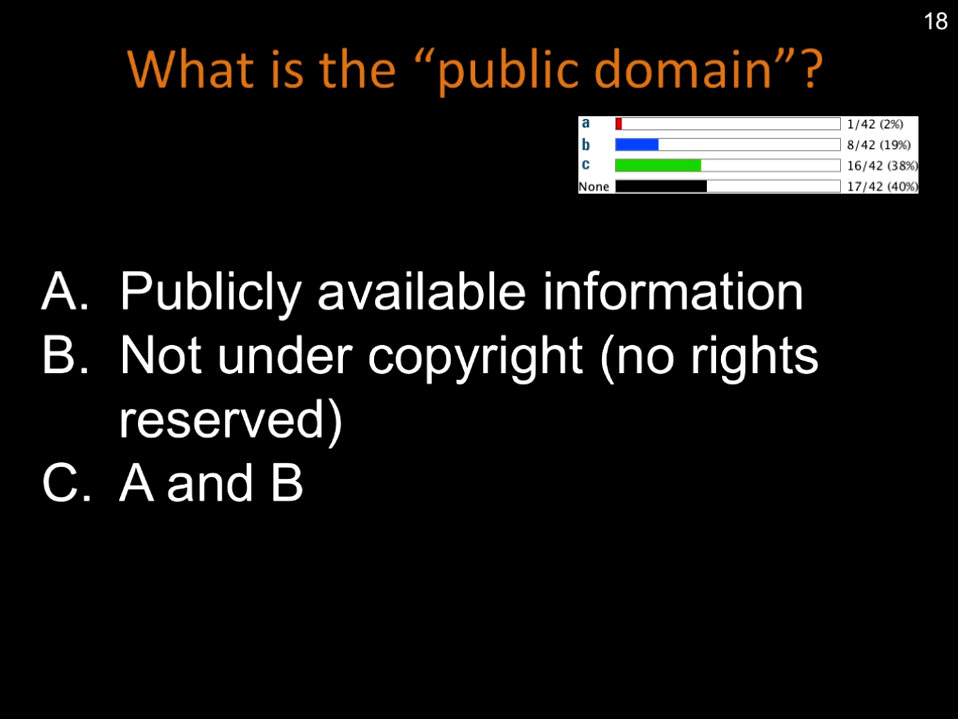 18
What is the “public domain”?
a 1/42 (2%)
b 8/42 (19%)
c 16/42 (38%)
None 17/42 (40%)
A. Publicly available information
B. Not under copyright (no rights
reserved)
C. A and B